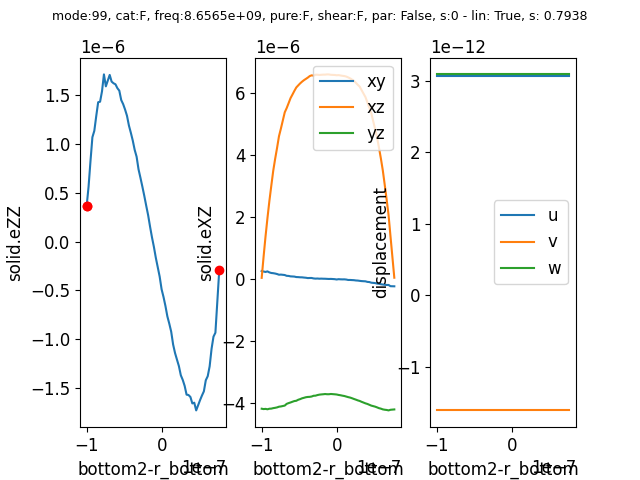 mode:99, cat:F, freq:8.6565e+09, pure:F, shear:F, par: False, s:0 - lin: True, s: 0.7938
1e−6
1e−6
1e−12
1.5
1.0
0.5
0.0
−0.5
−1.0
−1.5
solid.eZZ
−1
0
1e−7
bottom2-r_bottom
6
4
2
0
−2
−4
solid.eXZ
xy
xz
yz
−1
0
1e−7
bottom2-r_bottom
3
2
1
0
−1
displacement
u
v
w
−1
0
1e−7
bottom2-r_bottom